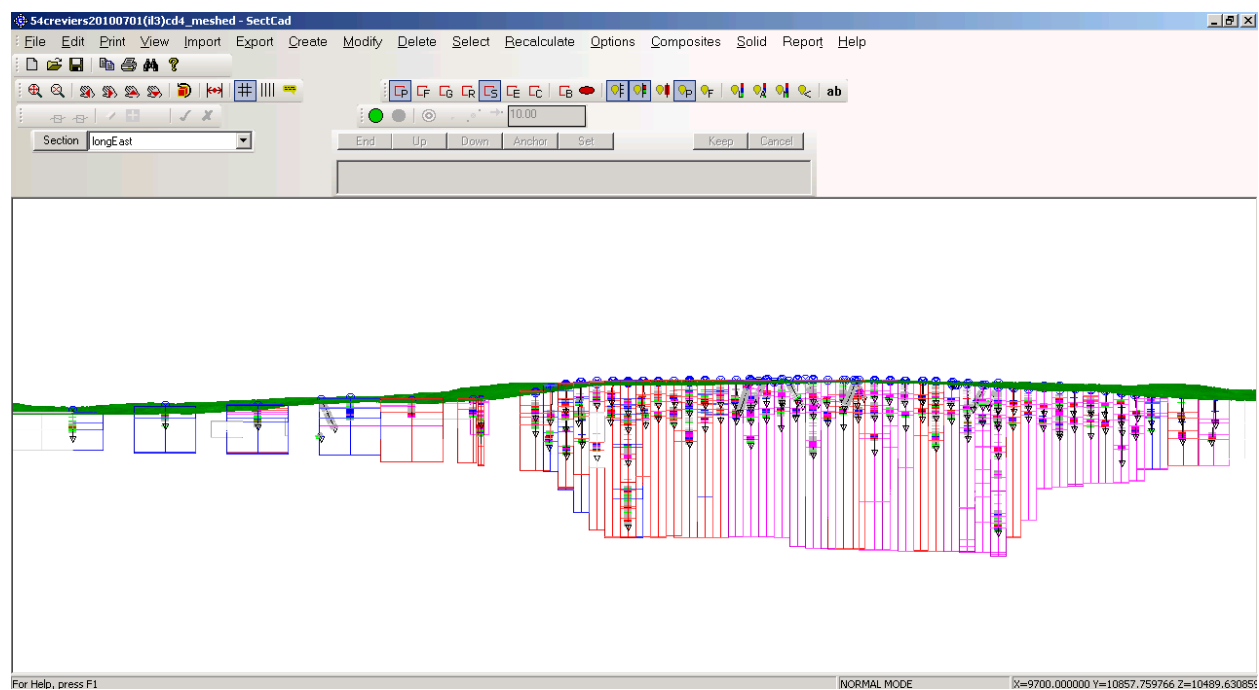 54creviers20100701(il3)cd4_meshed - SectCad
File Edit Print View Import Export Create Modify Delete Select Recalculate Options Composites Solid Report Help
P F G R S E C B F F P F A ab
10.00
Section longEast End Up Down Anchor Set Keep Cancel
For Help, press F1 NORMAL MODE X=9700.000000 Y=10857.759766 Z=10489.630859